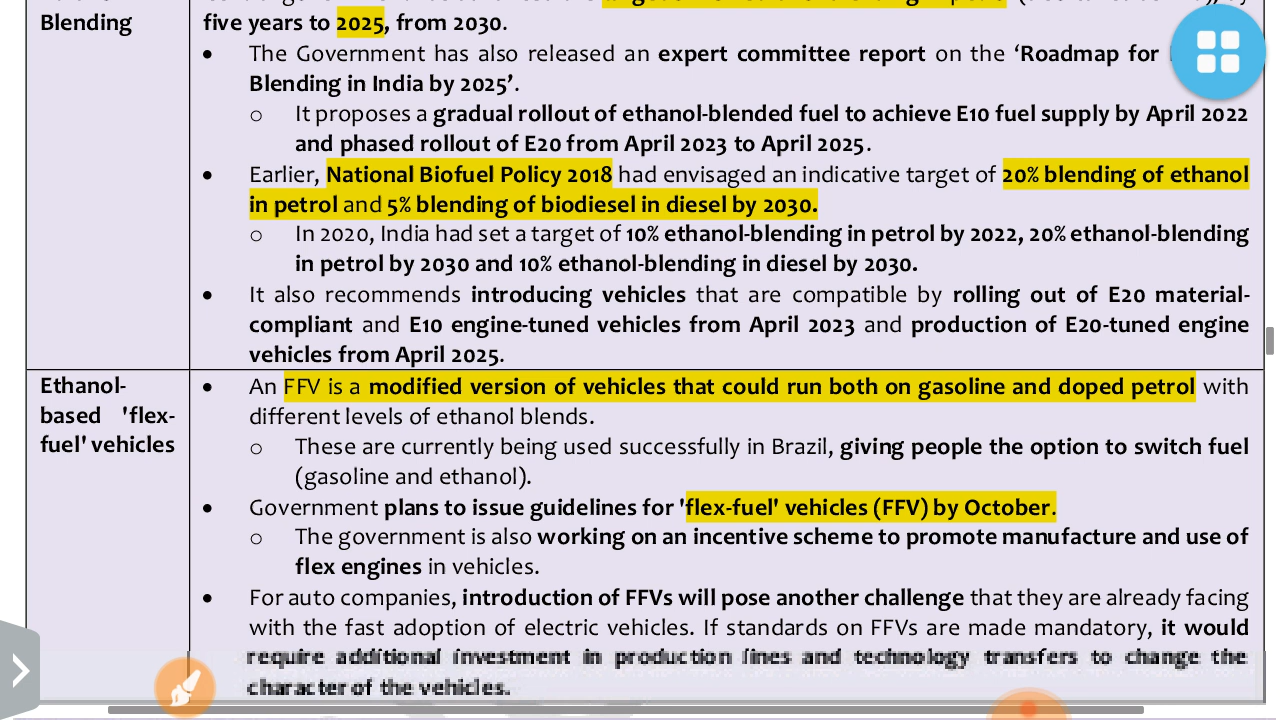 Blending
five years to 2025, from 2030.
• The Government has also released an expert committee report on the ‘Roadmap for
Blending in India by 2025’.
o It proposes a gradual rollout of ethanol-blended fuel to achieve E10 fuel supply by April 2022
and phased rollout of E20 from April 2023 to April 2025.
• Earlier, National Biofuel Policy 2018 had envisaged an indicative target of 20% blending of ethanol
in petrol and 5% blending of biodiesel in diesel by 2030.
o In 2020, India had set a target of 10% ethanol-blending in petrol by 2022, 20% ethanol-blending
in petrol by 2030 and 10% ethanol-blending in diesel by 2030.
• It also recommends introducing vehicles that are compatible by rolling out of E20 material-
compliant and E10 engine-tuned vehicles from April 2023 and production of E20-tuned engine
vehicles from April 2025.
Ethanol-
based 'flex-
fuel' vehicles
• An FFV is a modified version of vehicles that could run both on gasoline and doped petrol with
different levels of ethanol blends.
o These are currently being used successfully in Brazil, giving people the option to switch fuel
(gasoline and ethanol).
• Government plans to issue guidelines for 'flex-fuel' vehicles (FFV) by October.
o The government is also working on an incentive scheme to promote manufacture and use of
flex engines in vehicles.
• For auto companies, introduction of FFVs will pose another challenge that they are already facing
with the fast adoption of electric vehicles. If standards on FFVs are made mandatory, it would
require additional investment in production lines and technology transfers to change the
character of the vehicles.